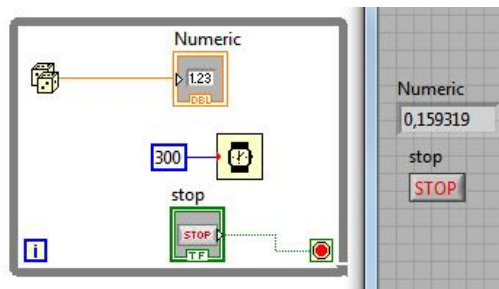 Numeric
1.23
DBL
300
stop
STOP
TF
i
Numeric
0,159319
stop
STOP